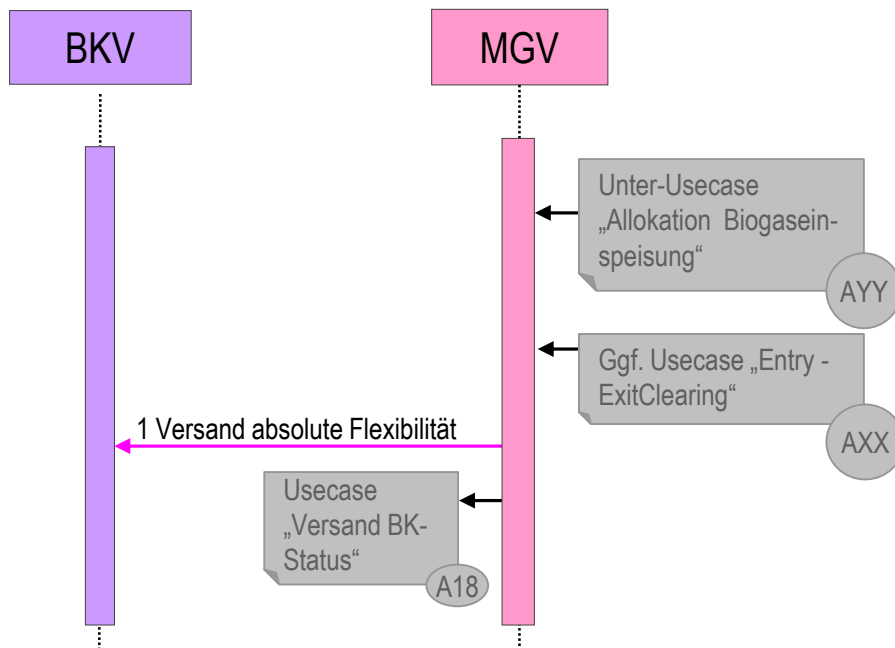 BKV
MGV
Unter-Usecase
„Allokation Biogasein-
speisung“
AYY
Ggf. Usecase „Entry -
ExitClearing“
AXX
1 Versand absolute Flexibilität
Usecase
„Versand BK-
Status“
A18